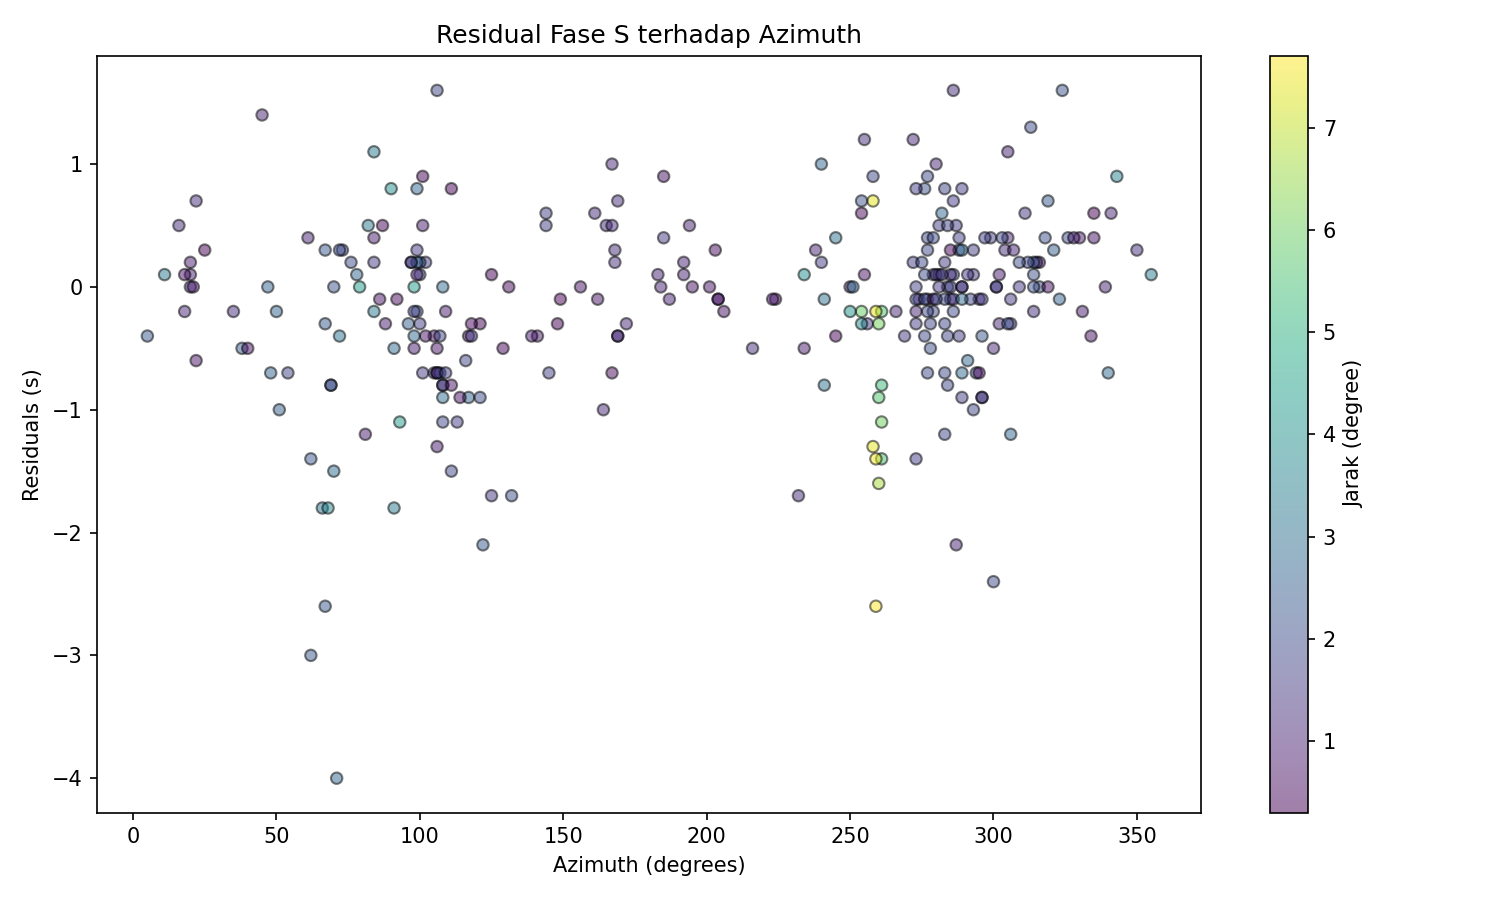 Residual Fase S terhadap Azimuth
Residuals (s)
1
0
−1
−2
−3
−4
0 50 100 150 200 250 300 350
Azimuth (degrees)
7
6
5
4
3
2
1
Jarak (degree)